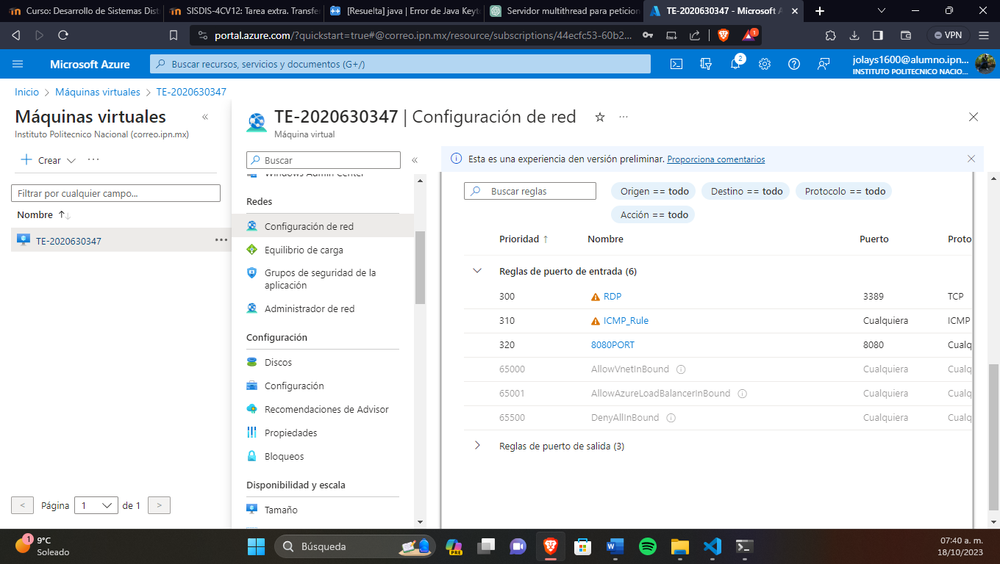 Curso: Desarrollo de Sistemas Dist
SISDIS-4CV12: Tarea extra. Transfe
[Resuelta] java | Error de Java Keyt
Servidor multithread para peticion
TE-2020630347 - Microsoft A
portal.azure.com/?quickstart=true#@correo.ipn.mx/resource/subscriptions/44ecfc53-60b2...
1
VPN
Microsoft Azure
Buscar recursos, servicios y documentos (G+/)
2
jolays1600@alumno.ipn...
INSTITUTO POLITECNICO NACIO...
Inicio > Máquinas virtuales > TE-2020630347
Máquinas virtuales
Instituto Politecnico Nacional (correo.ipn.mx)
Crear
Filtrar por cualquier campo...
Nombre
TE-2020630347
< Página 1 de 1 >
TE-2020630347 | Configuración de red
Máquina virtual
Buscar
Windows Admin Center
Redes
Configuración de red
Equilibrio de carga
Grupos de seguridad de la
aplicación
Administrador de red
Configuración
Discos
Configuración
Recomendaciones de Advisor
Propiedades
Bloqueos
Disponibilidad y escala
Tamaño
Esta es una experiencia den versión preliminar. Proporciona comentarios
Buscar reglas
Origen == todo
Destino == todo
Protocolo == todo
Acción == todo
Prioridad ↑ Nombre Puerto Proto
Reglas de puerto de entrada (6)
300 RDP 3389 TCP
310 ICMP_Rule Cualquiera ICMP
320 8080PORT 8080 Cualq
65000 AllowVnetInBound Cualquiera Cualq
65001 AllowAzureLoadBalancerInBound Cualquiera Cualq
65500 DenyAllInBound Cualquiera Cualq
Reglas de puerto de salida (3)
1
9°C
Soleado
Búsqueda
PRE
07:40 a. m.
18/10/2023